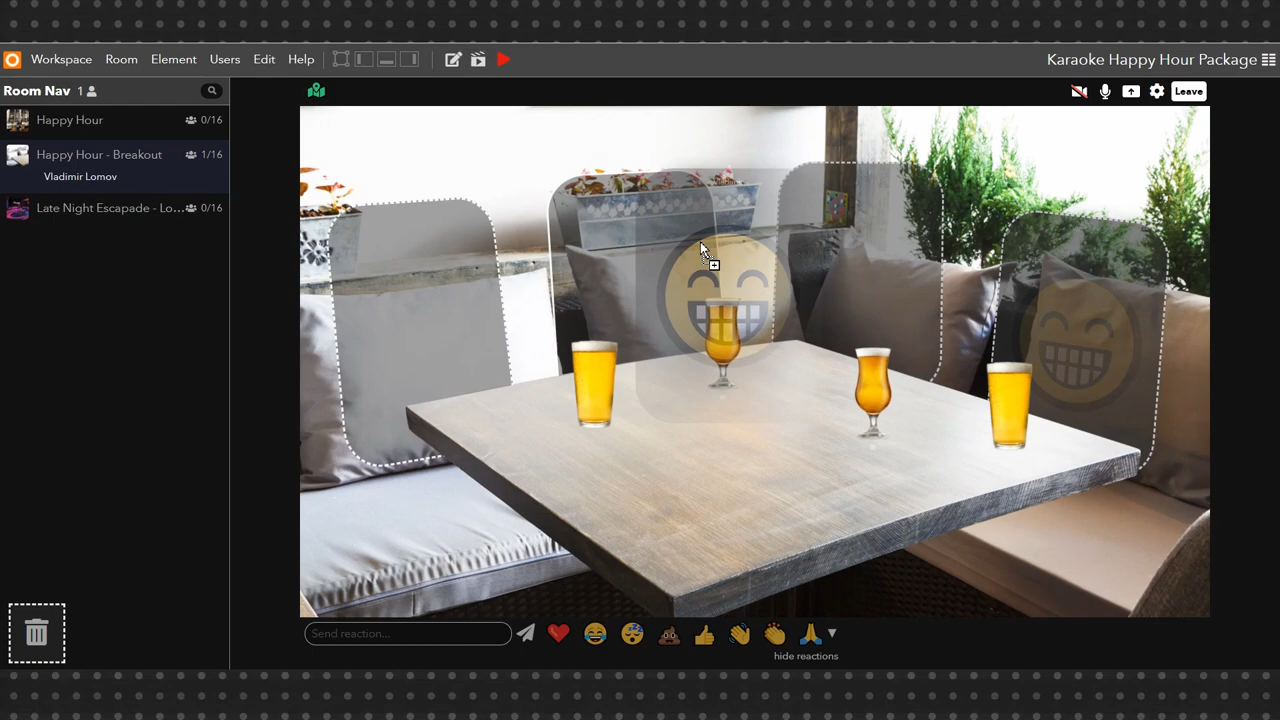 Workspace Room Element Users Edit Help
Karaoke Happy Hour Package
Room Nav 1
Leave
Happy Hour 0/16
Happy Hour - Breakout 1/16
Vladimir Lomov
Late Night Escapade - Lo... 0/16
Send reaction...
hide reactions